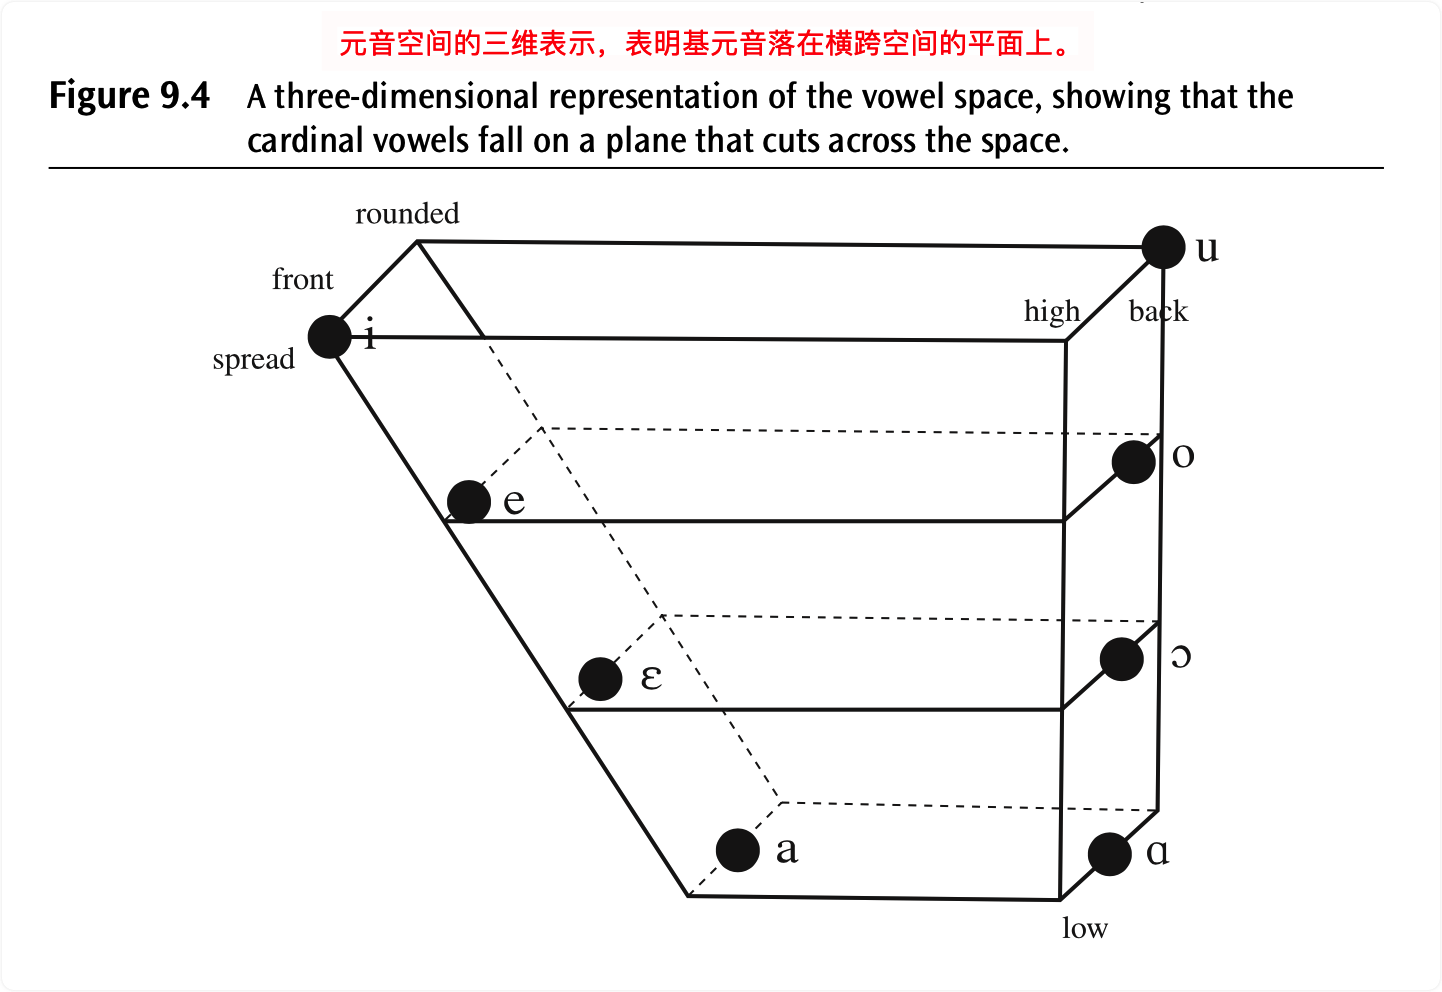 元音空间的三维表示，表明基元音落在横跨空间的平面上。
Figure 9.4 A three-dimensional representation of the vowel space, showing that the
cardinal vowels fall on a plane that cuts across the space.
rounded
u
front
high back
i
spread
o
e
ɔ
ɛ
a
ɑ
low